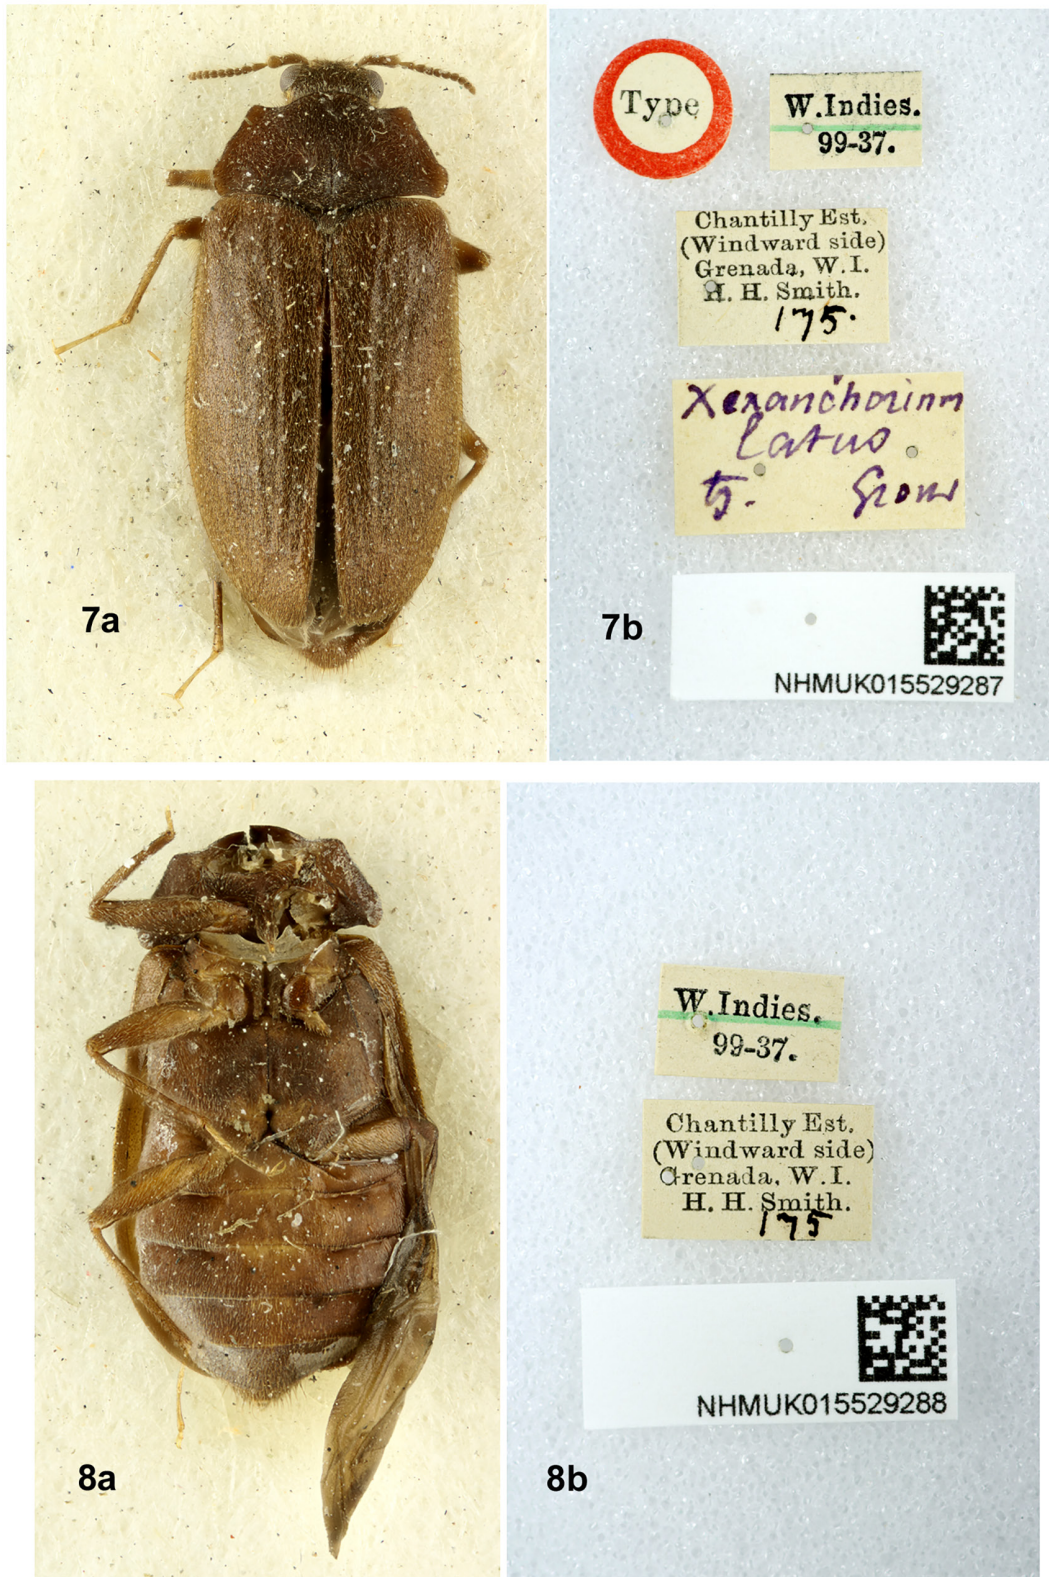 Type
W.Indies.
99-37.
Chantilly Est.
(Windward side)
Grenada, W. I.
H. H. Smith.
175.
latus
7a
7b
NHMUK015529287
W.Indies.
99-37.
Chantilly Est.
(Windward side)
Grenada, W. I.
H. H. Smith.
175
NHMUK015529288
8a
8b